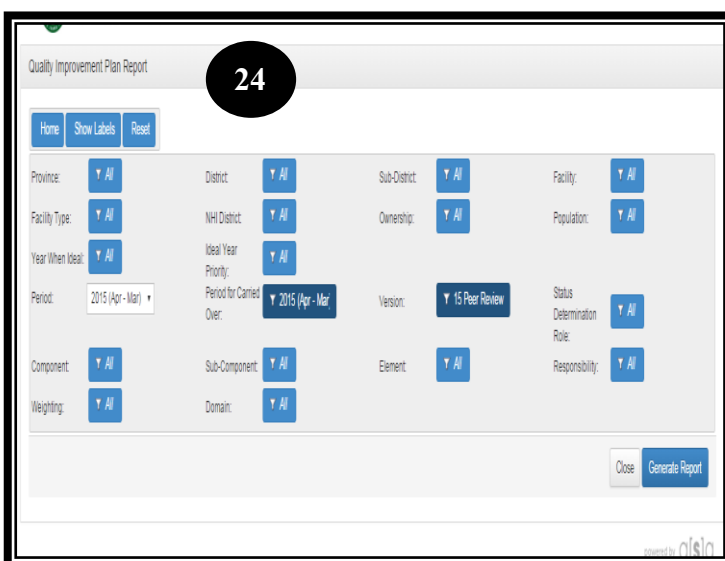 Quality Improvement Plan Report
24
Home Show Labels Reset
Province: All District: All Sub-District: All Facility: All
Facility Type: All NHI District: All Ownership: All Population: All
Year When Ideal: All Ideal Year Priority: All
Period: 2015 (Apr - Mar) Period for Carried Over: 2015 (Apr - Mar) Version: 15 Peer Review Status Determination Role: All
Component: All Sub-Component: All Element: All Responsibility: All
Weighting: All Domain: All
Close Generate Report
powered by a[s]a